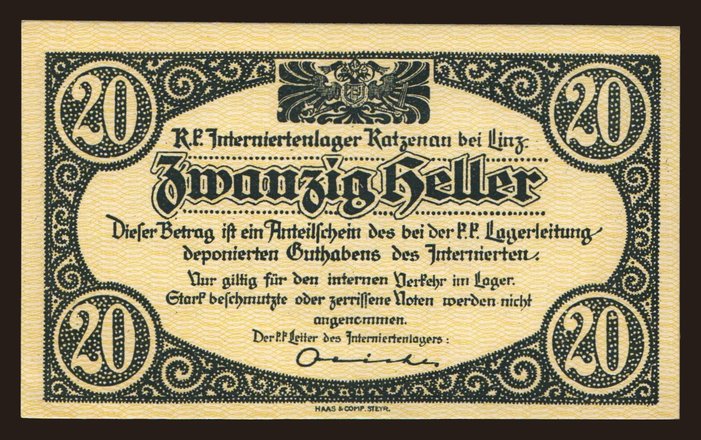 20 20
K.k. Interniertenlager Katzenau bei Linz.
Zwanzig Heller
Dieser Betrag ist ein Anteilschein des bei der k.k. Lagerleitung
deponierten Guthabens des Internierten.
Nur giltig für den internen Verkehr im Lager.
Stark beschmutzte oder zerrissene Noten werden nicht
angenommen.
Der k.k. Leiter des Interniertenlagers:
20 20
HAAS & COMP. STEYR.